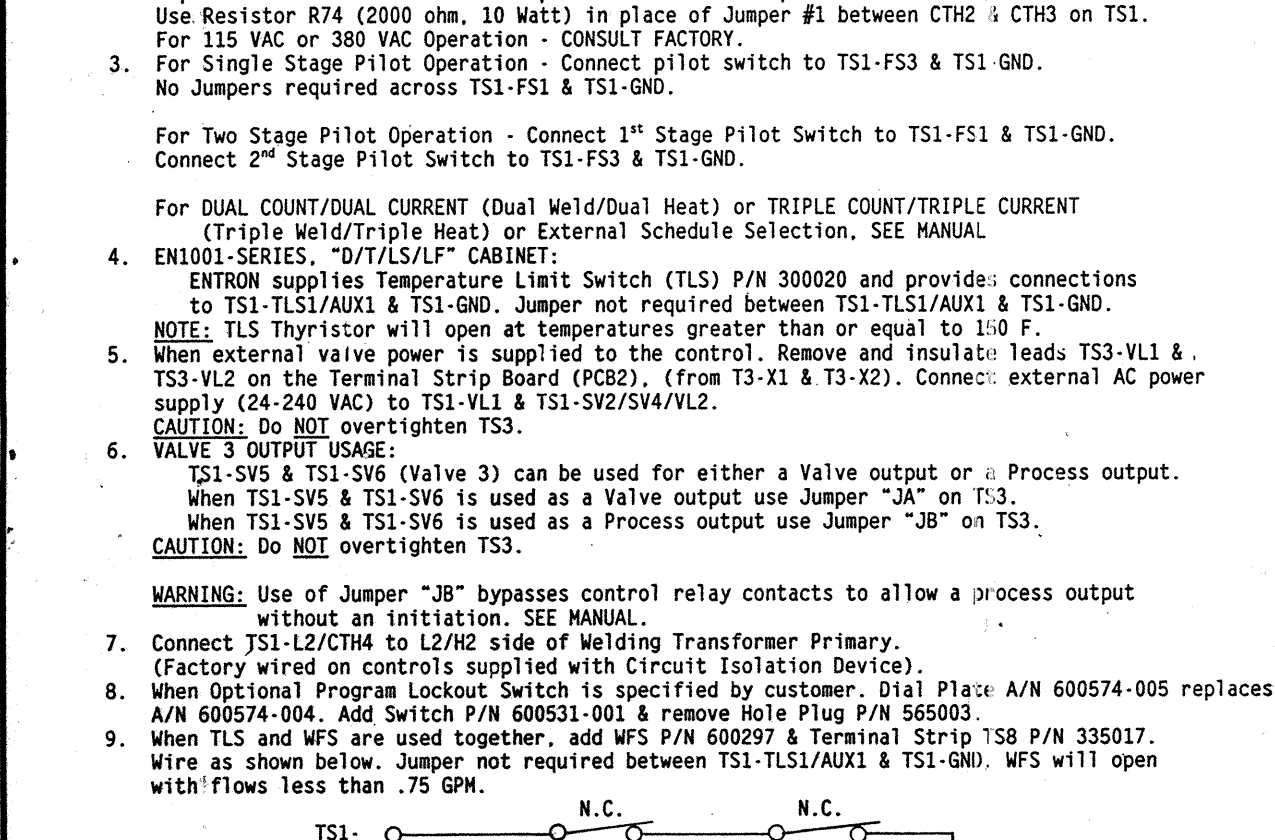 Use Resistor R74 (2000 ohm, 10 Watt) in place of Jumper #1 between CTH2 & CTH3 on TS1.
For 115 VAC or 380 VAC Operation - CONSULT FACTORY.
3. For Single Stage Pilot Operation - Connect pilot switch to TS1-FS3 & TS1-GND.
No Jumpers required across TS1-FS1 & TS1-GND.
For Two Stage Pilot Operation - Connect 1st Stage Pilot Switch to TS1-FS1 & TS1-GND.
Connect 2nd Stage Pilot Switch to TS1-FS3 & TS1-GND.
For DUAL COUNT/DUAL CURRENT (Dual Weld/Dual Heat) or TRIPLE COUNT/TRIPLE CURRENT
(Triple Weld/Triple Heat) or External Schedule Selection, SEE MANUAL
4. EN1001-SERIES, "D/T/LS/LF" CABINET:
ENTRON supplies Temperature Limit Switch (TLS) P/N 300020 and provides connections
to TS1-TLS1/AUX1 & TS1-GND. Jumper not required between TS1-TLS1/AUX1 & TS1-GND.
NOTE: TLS Thyristor will open at temperatures greater than or equal to 150 F.
5. When external valve power is supplied to the control. Remove and insulate leads TS3-VL1 &
TS3-VL2 on the Terminal Strip Board (PCB2), (from T3-X1 & T3-X2). Connect external AC power
supply (24-240 VAC) to TS1-VL1 & TS1-SV2/SV4/VL2.
CAUTION: Do NOT overtighten TS3.
6. VALVE 3 OUTPUT USAGE:
TS1-SV5 & TS1-SV6 (Valve 3) can be used for either a Valve output or a Process output.
When TS1-SV5 & TS1-SV6 is used as a Valve output use Jumper "JA" on TS3.
When TS1-SV5 & TS1-SV6 is used as a Process output use Jumper "JB" on TS3.
CAUTION: Do NOT overtighten TS3.
WARNING: Use of Jumper "JB" bypasses control relay contacts to allow a process output
without an initiation. SEE MANUAL.
7. Connect TS1-L2/CTH4 to L2/H2 side of Welding Transformer Primary.
(Factory wired on controls supplied with Circuit Isolation Device).
8. When Optional Program Lockout Switch is specified by customer. Dial Plate A/N 600574-005 replaces
A/N 600574-004. Add Switch P/N 600531-001 & remove Hole Plug P/N 565003.
9. When TLS and WFS are used together, add WFS P/N 600297 & Terminal Strip TS8 P/N 335017.
Wire as shown below. Jumper not required between TS1-TLS1/AUX1 & TS1-GND. WFS will open
with flows less than .75 GPM.
N.C. N.C.
TS1-